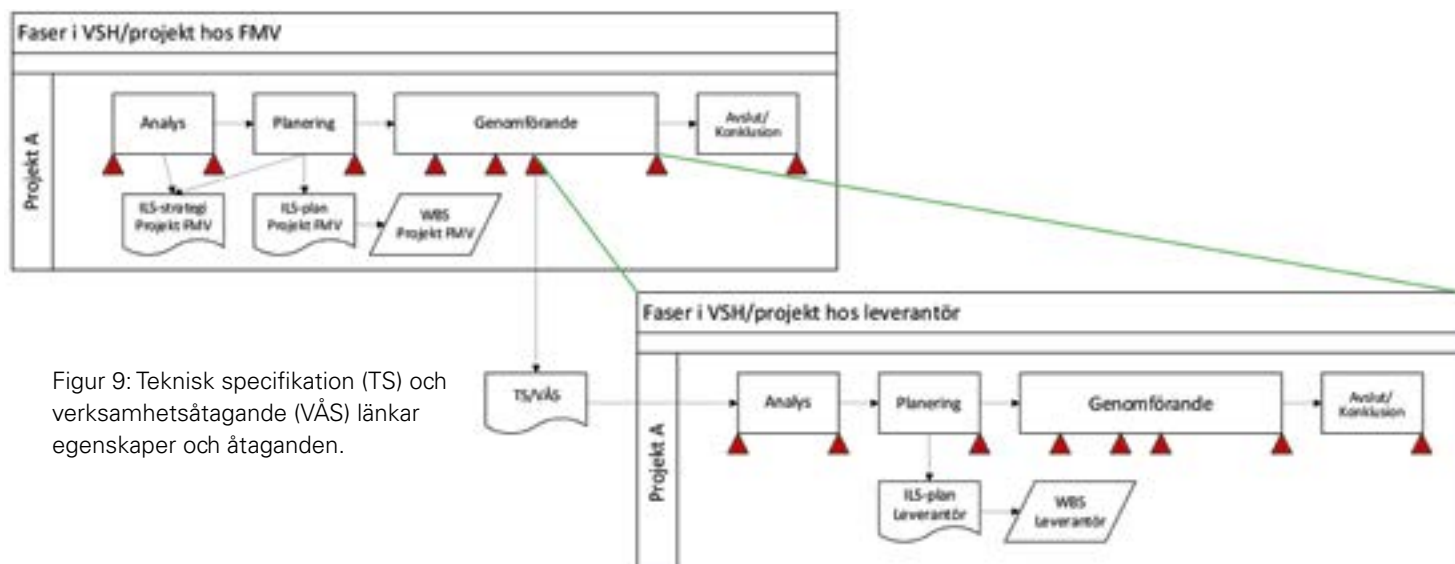 Faser i VSH/projekt hos FMV
Projekt A
Analys
Planering
Genomförande
Avslut/
Konklusion
ILS-strategi
Projekt FMV
ILS-plan
Projekt FMV
WBS
Projekt FMV
Faser i VSH/projekt hos leverantör
Figur 9: Teknisk specifikation (TS) och
verksamhetsåtagande (VÅS) länkar
egenskaper och åtaganden.
TS/VÅS
Projekt A
Analys
Planering
Genomförande
Avslut/
Konklusion
ILS-plan
Leverantör
WBS
Leverantör